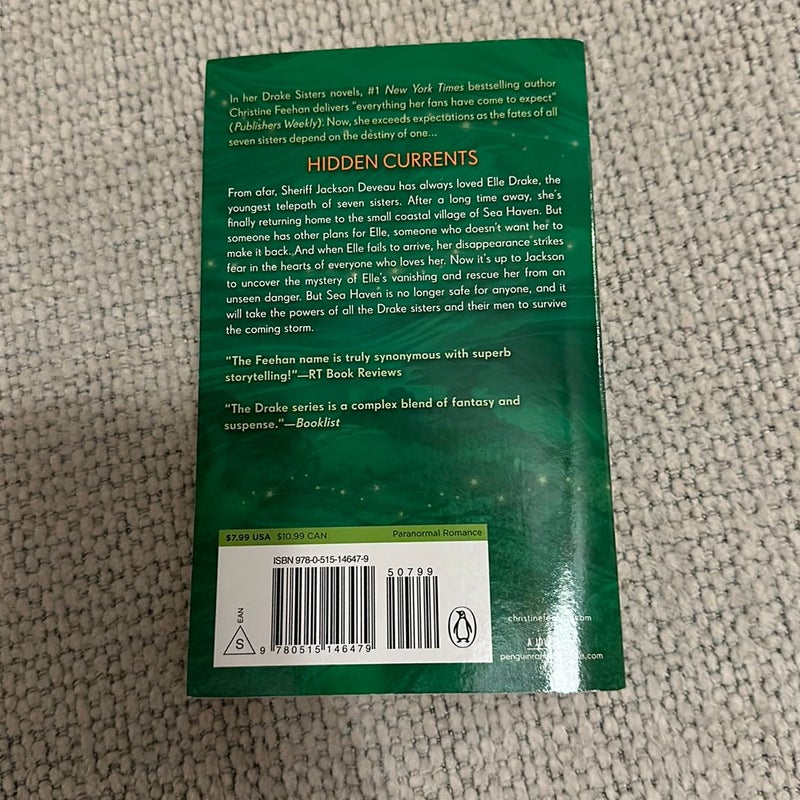 In her Drake Sisters novels, #1 New York Times bestselling author
Christine Feehan delivers "everything her fans have come to expect"
(Publishers Weekly). Now, she exceeds expectations as the fates of all
seven sisters depend on the destiny of one...
HIDDEN CURRENTS
From afar, Sheriff Jackson Deveau has always loved Elle Drake, the
youngest telepath of seven sisters. After a long time away, she's
finally returning home to the small coastal village of Sea Haven. But
someone has other plans for Elle, someone who doesn't want her to
make it back. And when Elle fails to arrive, her disappearance strikes
fear in the hearts of everyone who loves her. Now it's up to Jackson
to uncover the mystery of Elle's vanishing and rescue her from an
unseen danger. But Sea Haven is no longer safe for anyone, and it
will take the powers of all the Drake sisters and their men to survive
the coming storm.
"The Feehan name is truly synonymous with superb
storytelling!"—RT Book Reviews
"The Drake series is a complex blend of fantasy and
suspense."—Booklist
$7.99 USA $10.99 CAN Paranormal Romance
ISBN 978-0-515-14647-9
50799
EAN
S
9 780515 146479
A